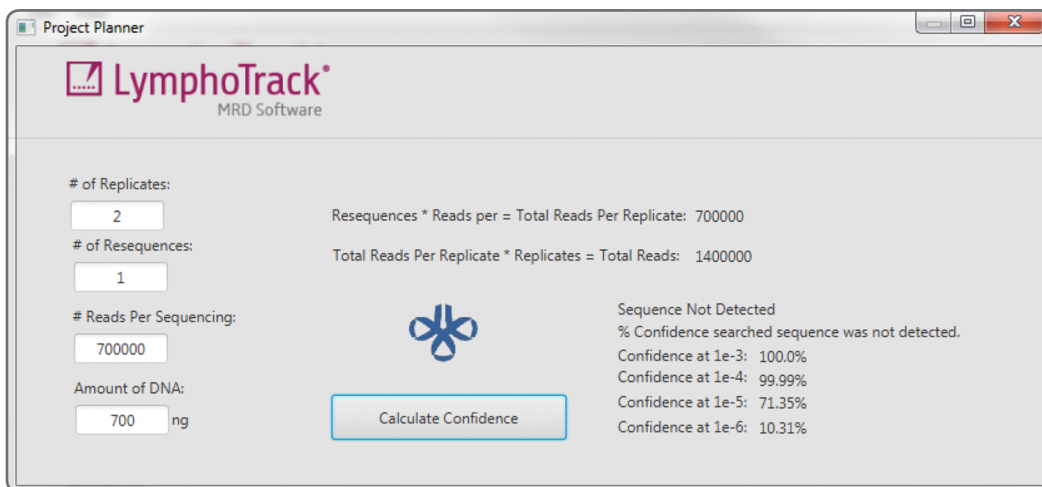 Project Planner
LymphoTrack®
MRD Software
# of Replicates:
2
# of Resequences:
1
# Reads Per Sequencing:
700000
Amount of DNA:
700 ng
Resequences * Reads per = Total Reads Per Replicate: 700000
Total Reads Per Replicate * Replicates = Total Reads: 1400000
Calculate Confidence
Sequence Not Detected
% Confidence searched sequence was not detected.
Confidence at 1e-3: 100.0%
Confidence at 1e-4: 99.99%
Confidence at 1e-5: 71.35%
Confidence at 1e-6: 10.31%